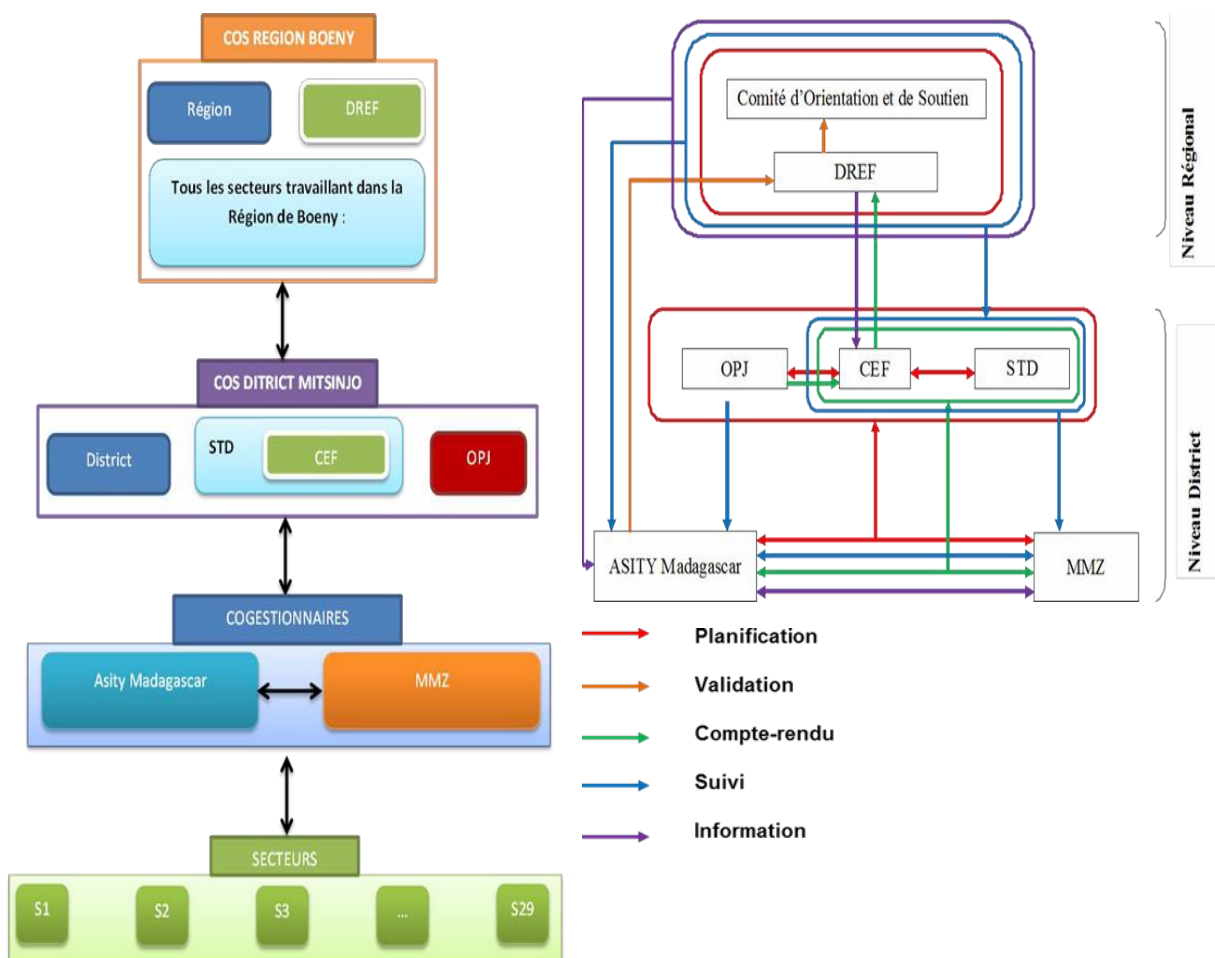 COS REGION BOENY
Région
DREF
Tous les secteurs travaillant dans la
Région de Boeny :
COS DITRICT MITSINJO
District
STD
CEF
OPJ
COGESTIONNAIRES
Asity Madagascar
MMZ
SECTEURS
S1
S2
S3
...
S29
Comité d'Orientation et de Soutien
DREF
Niveau Régional
OPJ
CEF
STD
Niveau District
ASITY Madagascar
MMZ
Planification
Validation
Compte-rendu
Suivi
Information